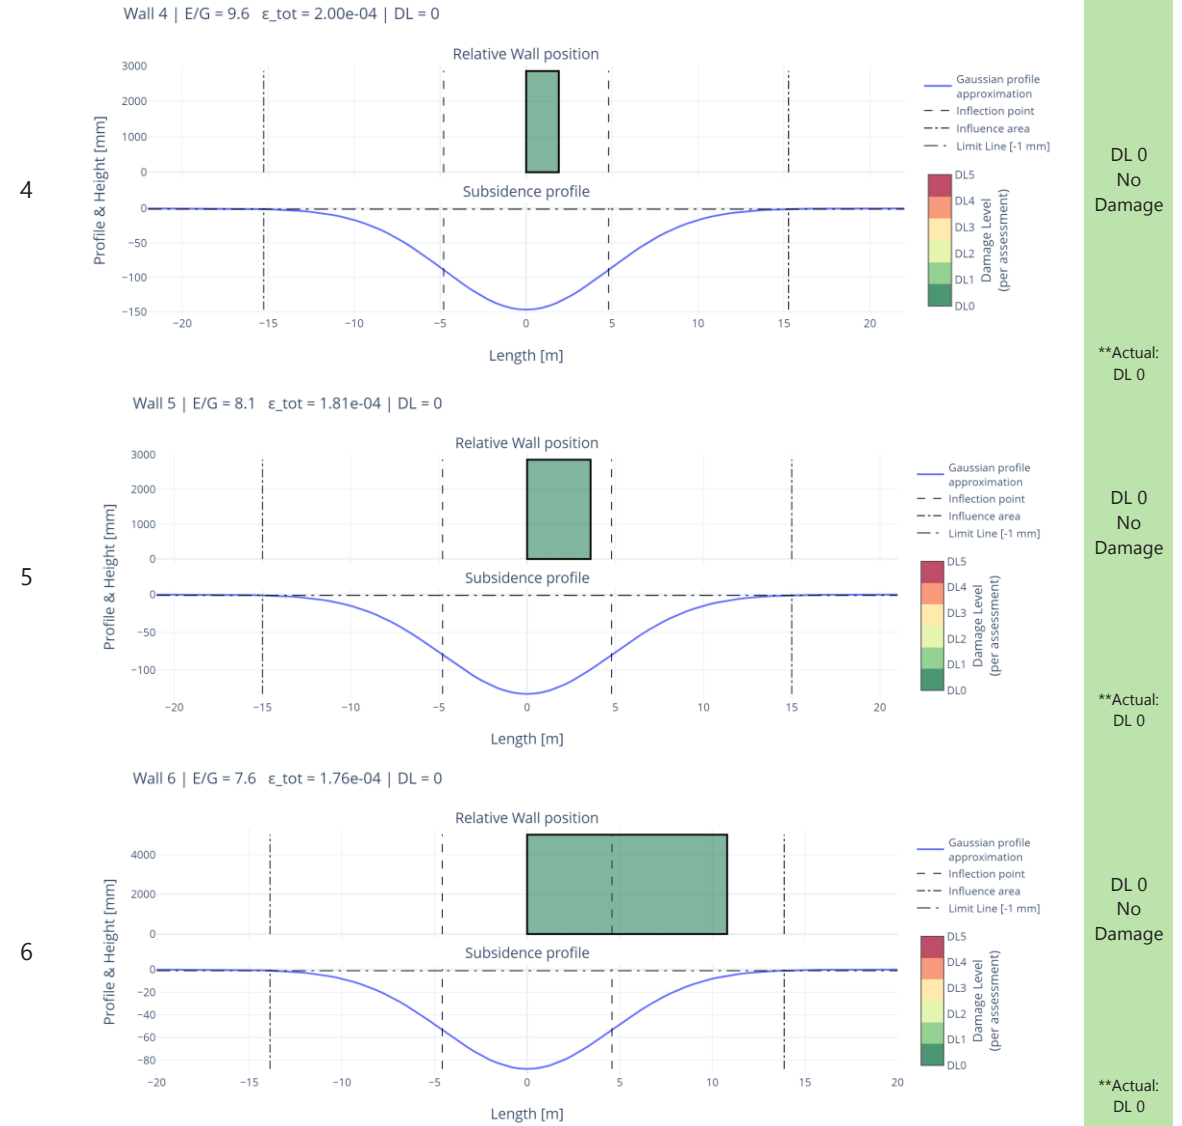 4
Wall 4 | E/G = 9.6 ε_tot = 2.00e-04 | DL = 0
Relative Wall position
3000
2000
1000
0
Subsidence profile
0
−50
−100
−150
−20
−15
−10
−5
0
5
10
15
20
Profile & Height [mm]
Length [m]
Gaussian profile
approximation
Inflection point
Influence area
Limit Line [-1 mm]
DL5
DL4
DL3
DL2
DL1
DL0
Damage Level
(per assessment)
DL 0
No
Damage
**Actual:
DL 0
5
Wall 5 | E/G = 8.1 ε_tot = 1.81e-04 | DL = 0
Relative Wall position
3000
2000
1000
0
Subsidence profile
0
−50
−100
−20
−15
−10
−5
0
5
10
15
20
Profile & Height [mm]
Length [m]
Gaussian profile
approximation
Inflection point
Influence area
Limit Line [-1 mm]
DL5
DL4
DL3
DL2
DL1
DL0
Damage Level
(per assessment)
DL 0
No
Damage
**Actual:
DL 0
6
Wall 6 | E/G = 7.6 ε_tot = 1.76e-04 | DL = 0
Relative Wall position
4000
2000
0
Subsidence profile
0
−20
−40
−60
−80
−20
−15
−10
−5
0
5
10
15
20
Profile & Height [mm]
Length [m]
Gaussian profile
approximation
Inflection point
Influence area
Limit Line [-1 mm]
DL5
DL4
DL3
DL2
DL1
DL0
Damage Level
(per assessment)
DL 0
No
Damage
**Actual:
DL 0